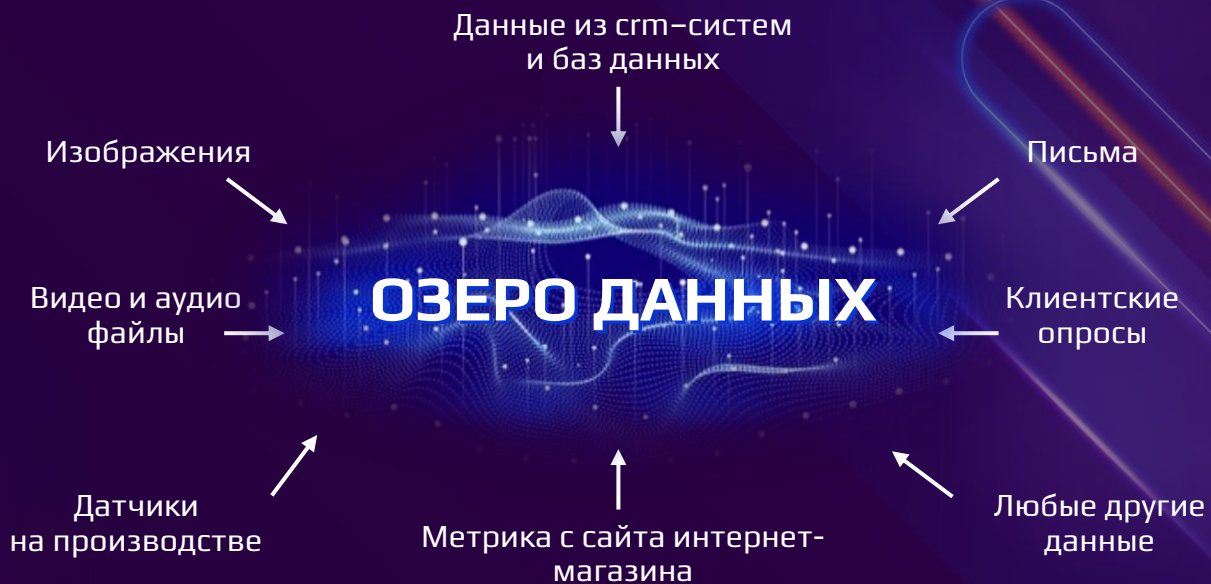 Данные из crm-систем
и баз данных
Изображения
Письма
ОЗЕРО ДАННЫХ
Видео и аудио
файлы
Клиентские
опросы
Датчики
на производстве
Метрика с сайта интернет-
магазина
Любые другие
данные